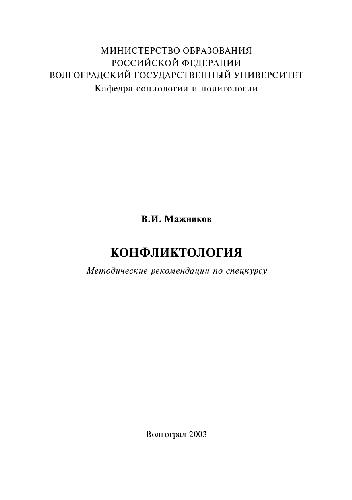 МИНИСТЕРСТВО ОБРАЗОВАНИЯ
РОССИЙСКОЙ ФЕДЕРАЦИИ
ВОЛГОГРАДСКИЙ ГОСУДАРСТВЕННЫЙ УНИВЕРСИТЕТ
Кафедра социологии и политологии
В.И. Мажников
КОНФЛИКТОЛОГИЯ
Методические рекомендации по спецкурсу
Волгоград 2003